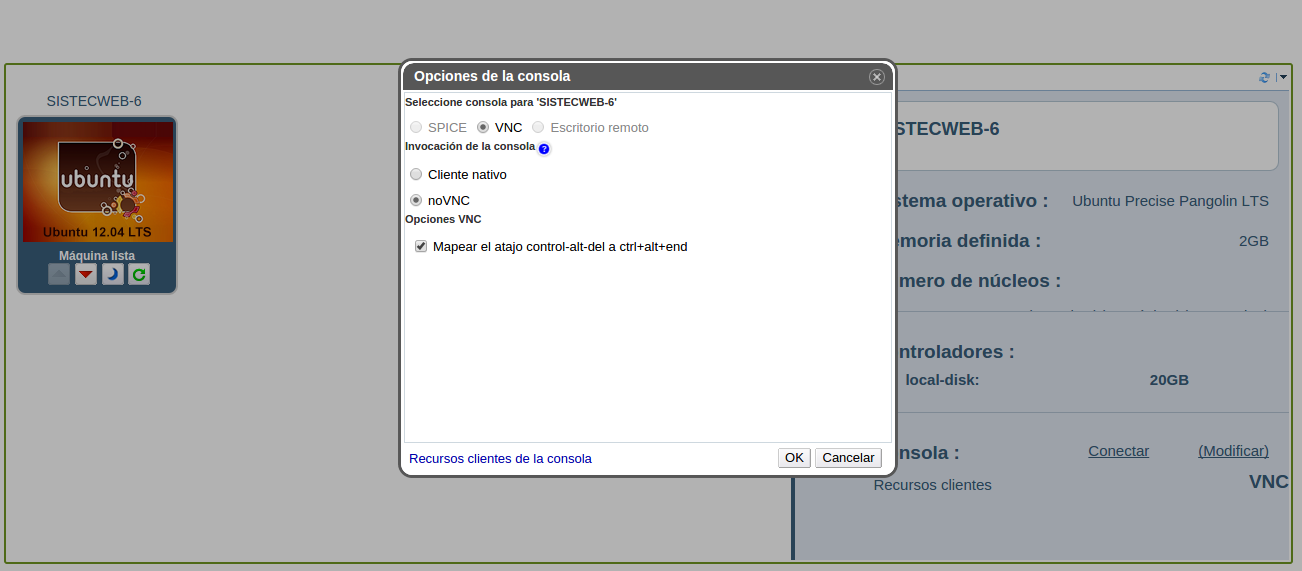 SISTECWEB-6
ubuntu
Ubuntu 12.04 LTS
Máquina lista
Opciones de la consola
Seleccione consola para 'SISTECWEB-6'
SPICE VNC Escritorio remoto
Invocación de la consola ?
Cliente nativo
noVNC
Opciones VNC
Mapear el atajo control-alt-del a ctrl+alt+end
Recursos clientes de la consola OK Cancelar
STECWEB-6
stema operativo : Ubuntu Precise Pangolin LTS
emoria definida : 2GB
mero de núcleos :
ntroladores :
local-disk: 20GB
nsola : Conectar (Modificar)
Recursos clientes VNC